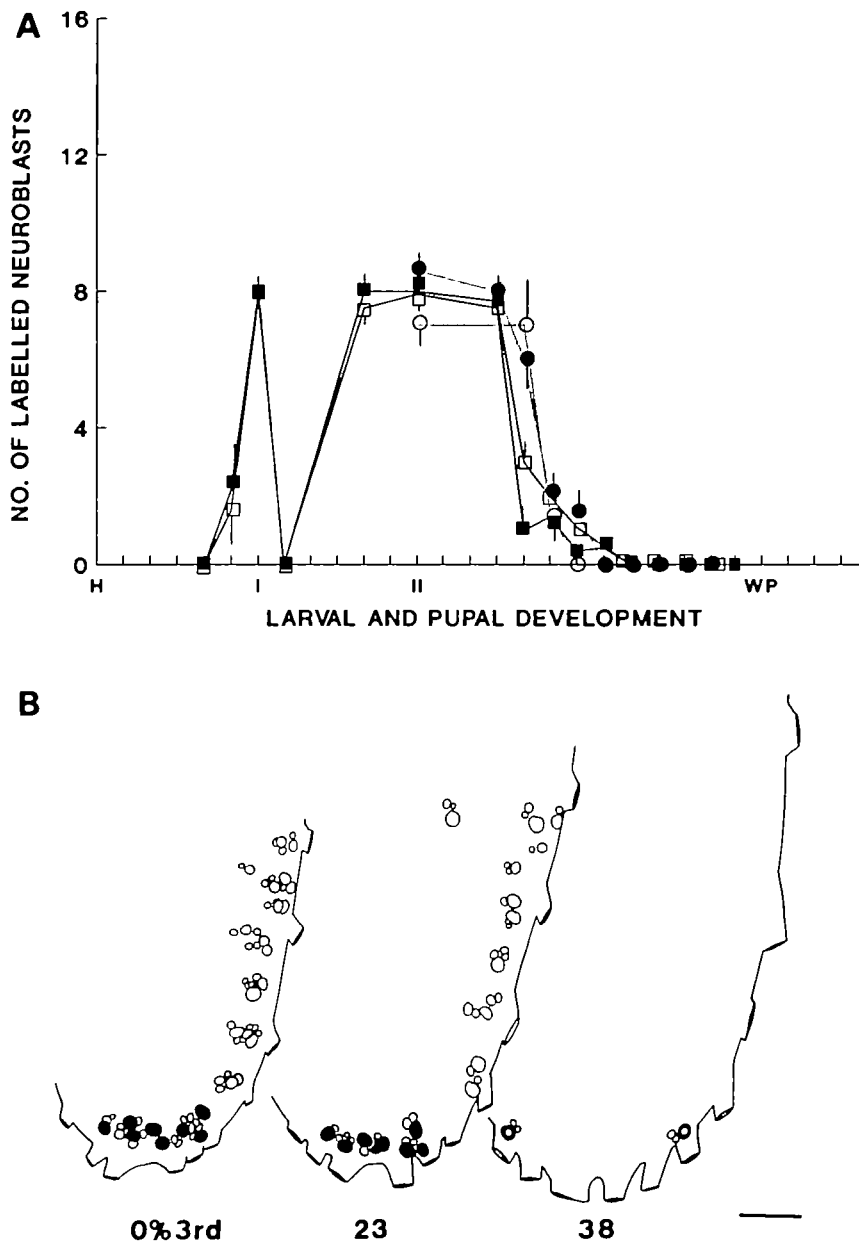 A
16
12
8
4
0
NO. OF LABELLED NEUROBLASTS
H
I
II
WP
LARVAL AND PUPAL DEVELOPMENT
B
0% 3rd
23
38